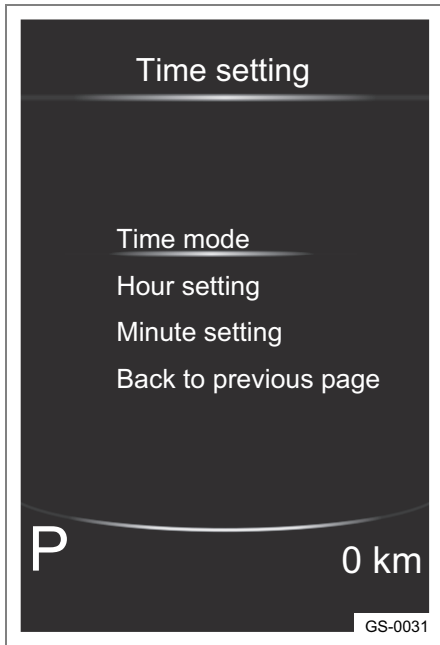 Time setting
Time mode
Hour setting
Minute setting
Back to previous page
P
0 km
GS-0031